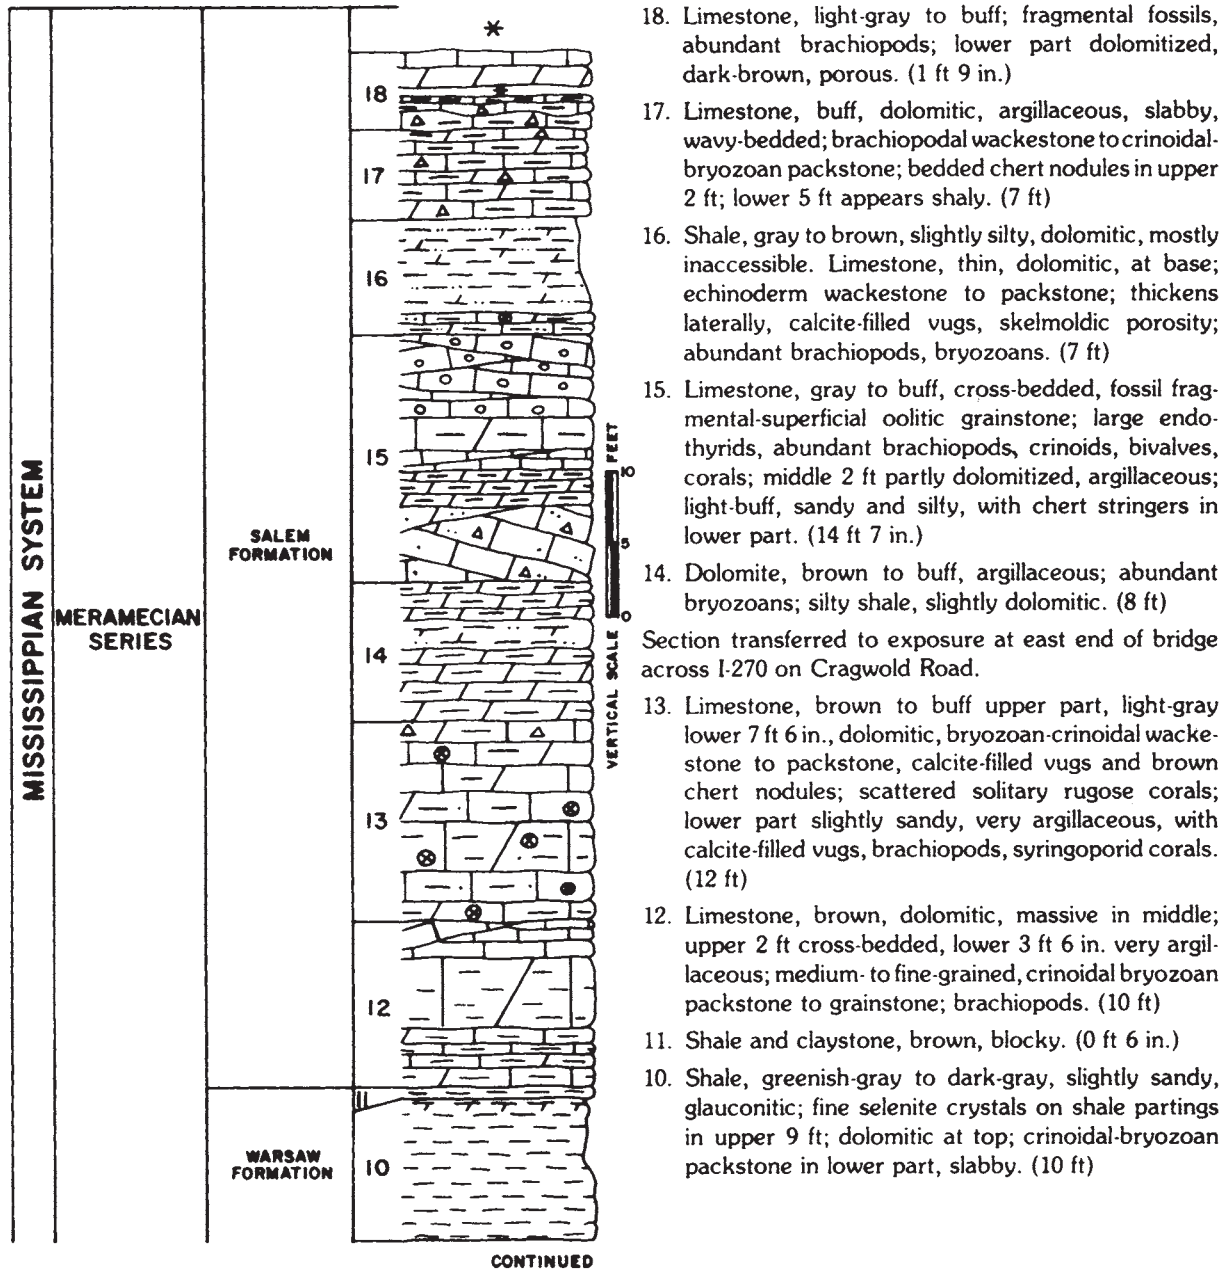 MISSISSIPPIAN SYSTEM
MERAMECIAN
SERIES
SALEM
FORMATION
WARSAW
FORMATION
*
18
17
16
15
14
13
12
11
10
VERTICAL SCALE FEET
10
5
0
CONTINUED
18. Limestone, light-gray to buff; fragmental fossils,
abundant brachiopods; lower part dolomitized,
dark-brown, porous. (1 ft 9 in.)
17. Limestone, buff, dolomitic, argillaceous, slabby,
wavy-bedded; brachiopodal wackestone to crinoidal-
bryozoan packstone; bedded chert nodules in upper
2 ft; lower 5 ft appears shaly. (7 ft)
16. Shale, gray to brown, slightly silty, dolomitic, mostly
inaccessible. Limestone, thin, dolomitic, at base;
echinoderm wackestone to packstone; thickens
laterally, calcite-filled vugs, skelmoldic porosity;
abundant brachiopods, bryozoans. (7 ft)
15. Limestone, gray to buff, cross-bedded, fossil frag-
mental-superficial oolitic grainstone; large endo-
thyrids, abundant brachiopods, crinoids, bivalves,
corals; middle 2 ft partly dolomitized, argillaceous;
light-buff, sandy and silty, with chert stringers in
lower part. (14 ft 7 in.)
14. Dolomite, brown to buff, argillaceous; abundant
bryozoans; silty shale, slightly dolomitic. (8 ft)
Section transferred to exposure at east end of bridge
across I-270 on Cragwold Road.
13. Limestone, brown to buff upper part, light-gray
lower 7 ft 6 in., dolomitic, bryozoan-crinoidal wacke-
stone to packstone, calcite-filled vugs and brown
chert nodules; scattered solitary rugose corals;
lower part slightly sandy, very argillaceous, with
calcite-filled vugs, brachiopods, syringoporid corals.
(12 ft)
12. Limestone, brown, dolomitic, massive in middle;
upper 2 ft cross-bedded, lower 3 ft 6 in. very argil-
laceous; medium- to fine-grained, crinoidal bryozoan
packstone to grainstone; brachiopods. (10 ft)
11. Shale and claystone, brown, blocky. (0 ft 6 in.)
10. Shale, greenish-gray to dark-gray, slightly sandy,
glauconitic; fine selenite crystals on shale partings
in upper 9 ft; dolomitic at top; crinoidal-bryozoan
packstone in lower part, slabby. (10 ft)